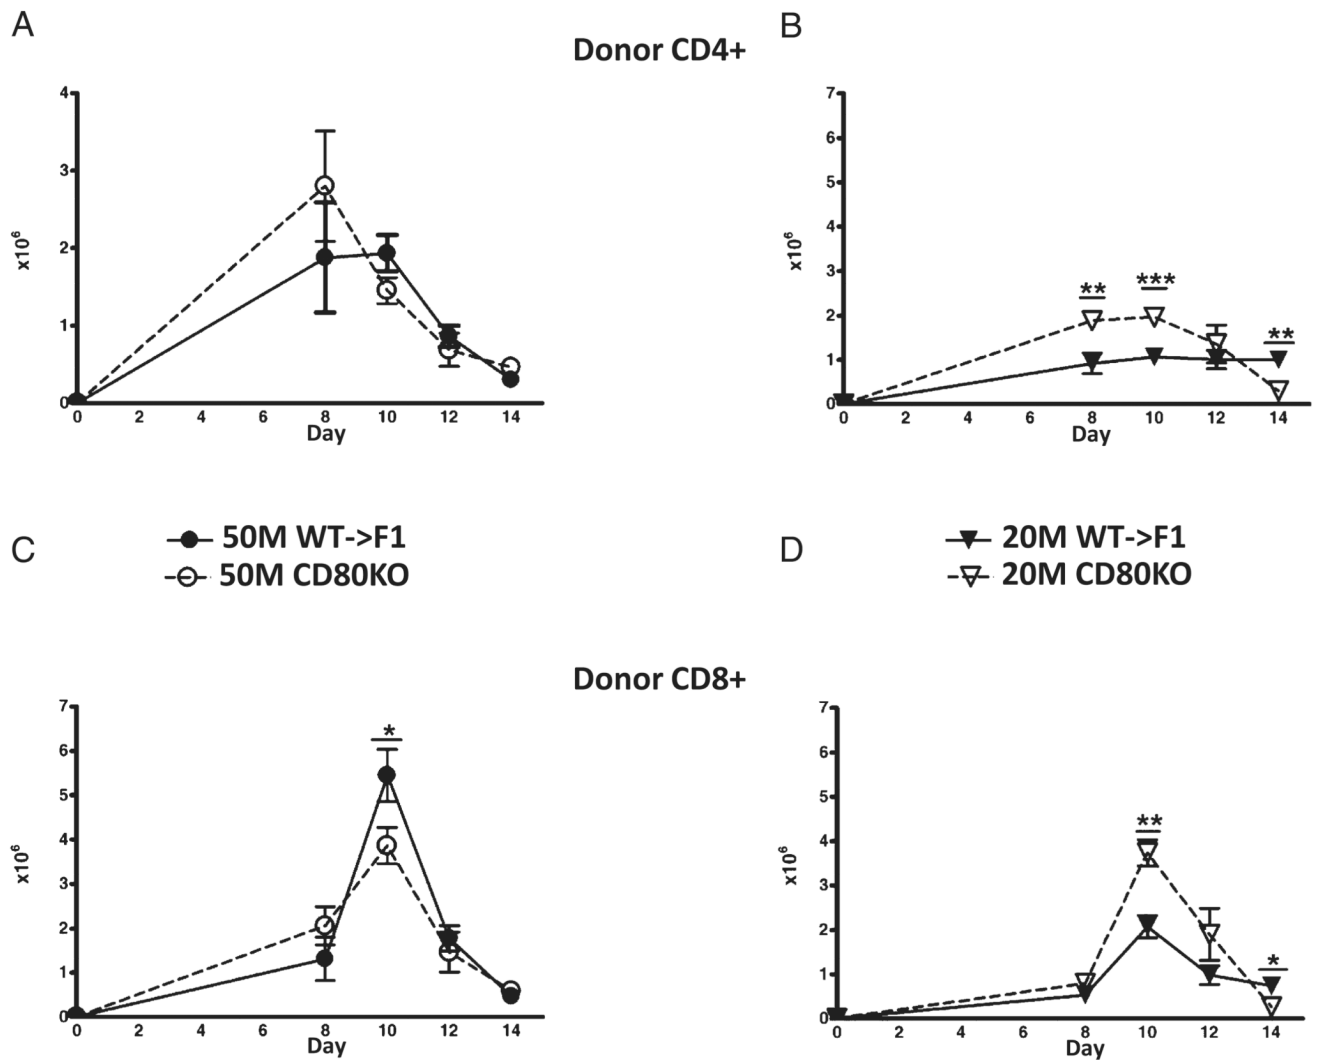 A
B
Donor CD4+
4
3
2
1
0
x10⁶
0 2 4 6 8 10 12 14
Day
7
6
5
4
3
2
1
0
x10⁶
** *** **
0 2 4 6 8 10 12 14
Day
C
50M WT->F1
50M CD80KO
D
20M WT->F1
20M CD80KO
Donor CD8+
7
6
5
4
3
2
1
0
x10⁶
*
0 2 4 6 8 10 12 14
Day
7
6
5
4
3
2
1
0
x10⁶
** *
0 2 4 6 8 10 12 14
Day